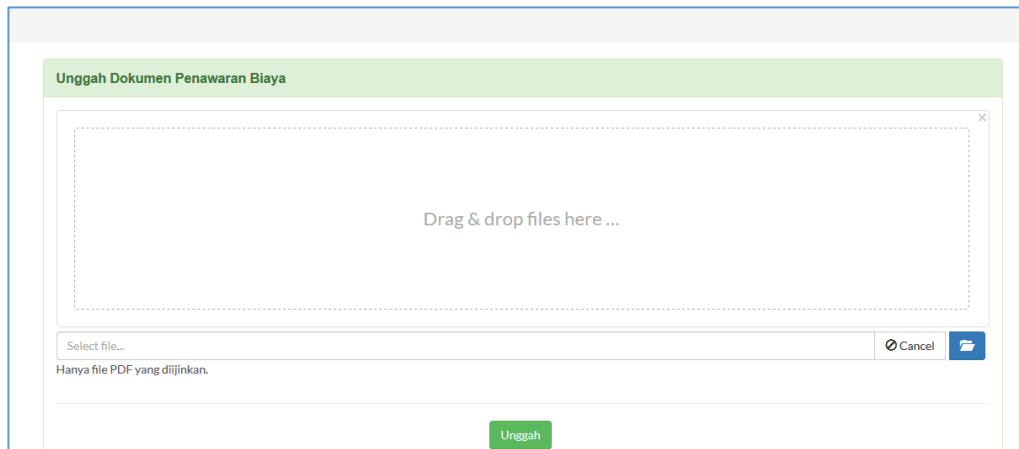 Unggah Dokumen Penawaran Biaya
×
Drag & drop files here ...
Select file...
Cancel
Hanya file PDF yang diijinkan.
Unggah